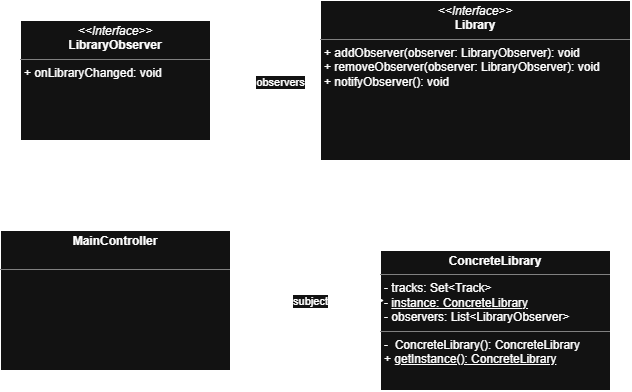 <<Interface>>
LibraryObserver
+ onLibraryChanged: void
observers
<<Interface>>
Library
+ addObserver(observer: LibraryObserver): void
+ removeObserver(observer: LibraryObserver): void
+ notifyObserver(): void
MainController
subject
ConcreteLibrary
- tracks: Set<Track>
- instance: ConcreteLibrary
- observers: List<LibraryObserver>
- ConcreteLibrary(): ConcreteLibrary
+ getInstance(): ConcreteLibrary